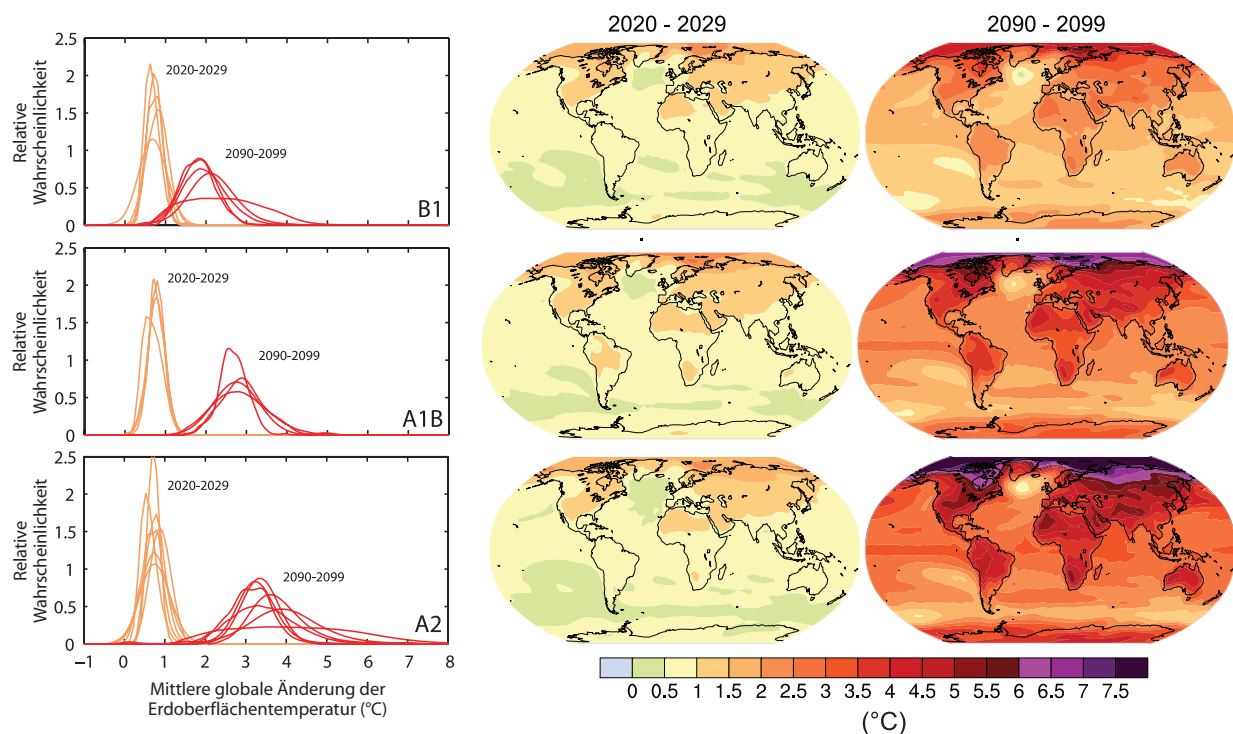 2020 - 2029
2090 - 2099
2.5
2
1.5
1
0.5
0
Relative
Wahrscheinlichkeit
2020-2029
2090-2099
B1
2.5
2
1.5
1
0.5
0
Relative
Wahrscheinlichkeit
2020-2029
2090-2099
A1B
2.5
2
1.5
1
0.5
0
Relative
Wahrscheinlichkeit
2020-2029
2090-2099
A2
−1 0 1 2 3 4 5 6 7 8
Mittlere globale Änderung der
Erdoberflächentemperatur (°C)
0 0.5 1 1.5 2 2.5 3 3.5 4 4.5 5 5.5 6 6.5 7 7.5
(°C)